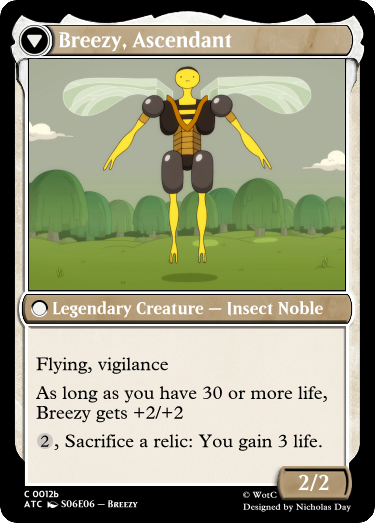 Breezy, Ascendant
Legendary Creature — Insect Noble
Flying, vigilance
As long as you have 30 or more life,
Breezy gets +2/+2
2, Sacrifice a relic: You gain 3 life.
2/2
C 0012b
ATC S06E06 — Breezy
© WotC
Designed by Nicholas Day